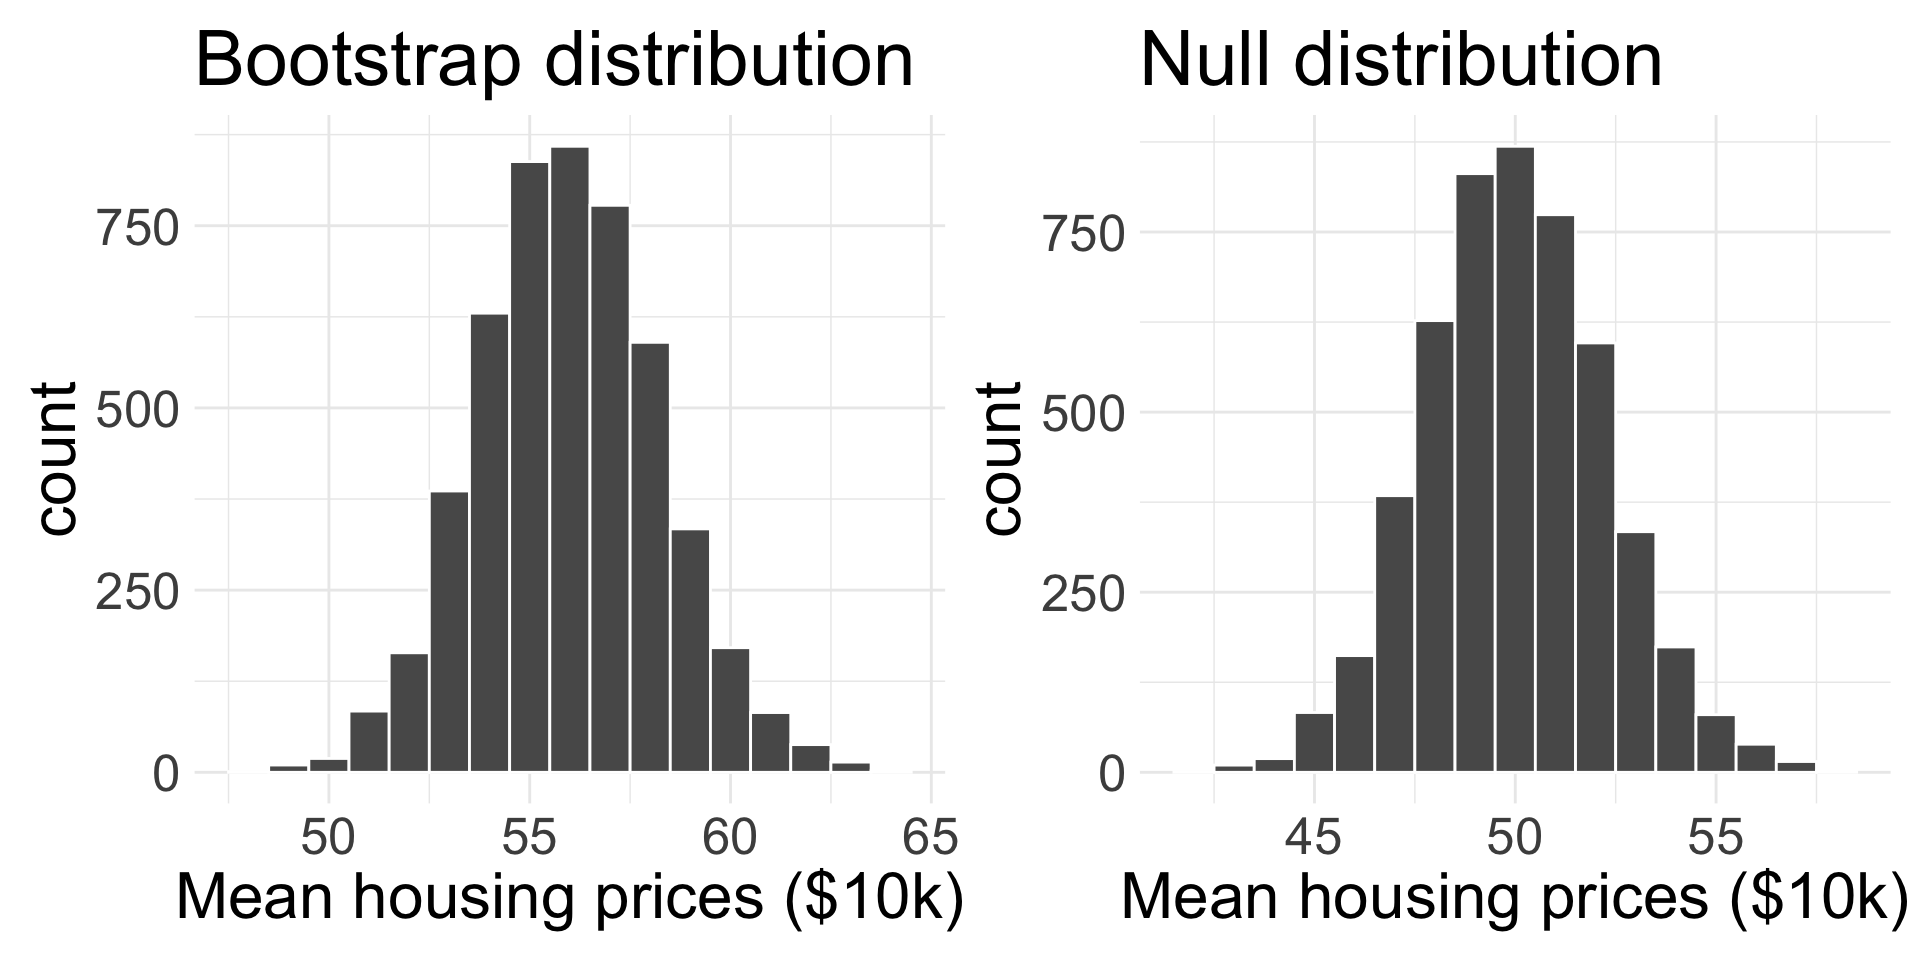 Bootstrap distribution
count
750
500
250
0
50 55 60 65
Mean housing prices ($10k)
Null distribution
count
750
500
250
0
45 50 55
Mean housing prices ($10k)